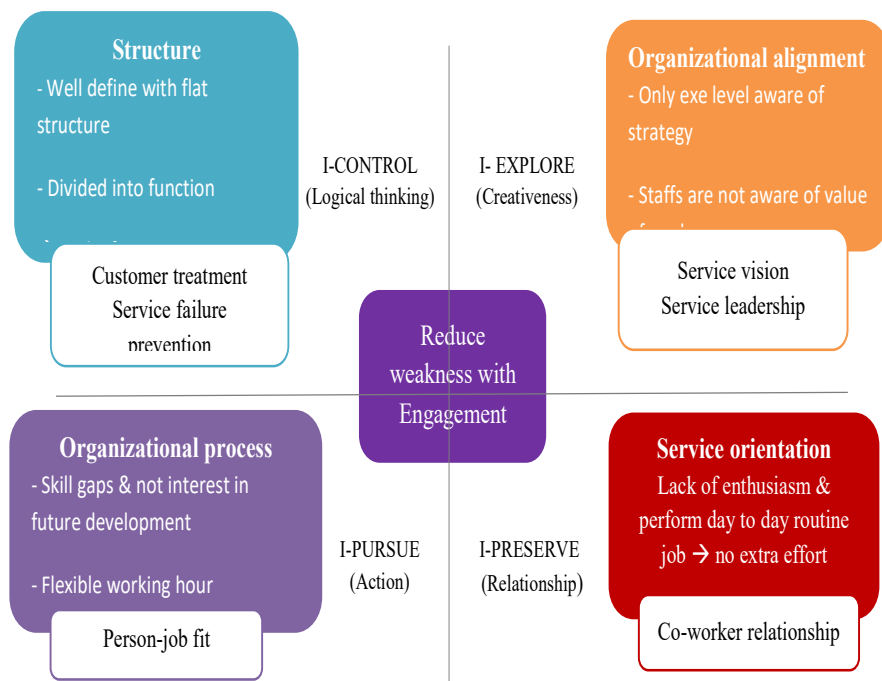 Structure
- Well define with flat
structure
- Divided into function
Customer treatment
Service failure
prevention
I-CONTROL
(Logical thinking)
I- EXPLORE
(Creativeness)
Organizational alignment
- Only exe level aware of
strategy
- Staffs are not aware of value
Service vision
Service leadership
Reduce
weakness with
Engagement
Organizational process
- Skill gaps & not interest in
future development
- Flexible working hour
Person-job fit
I-PURSUE
(Action)
I-PRESERVE
(Relationship)
Service orientation
Lack of enthusiasm &
perform day to day routine
job → no extra effort
Co-worker relationship